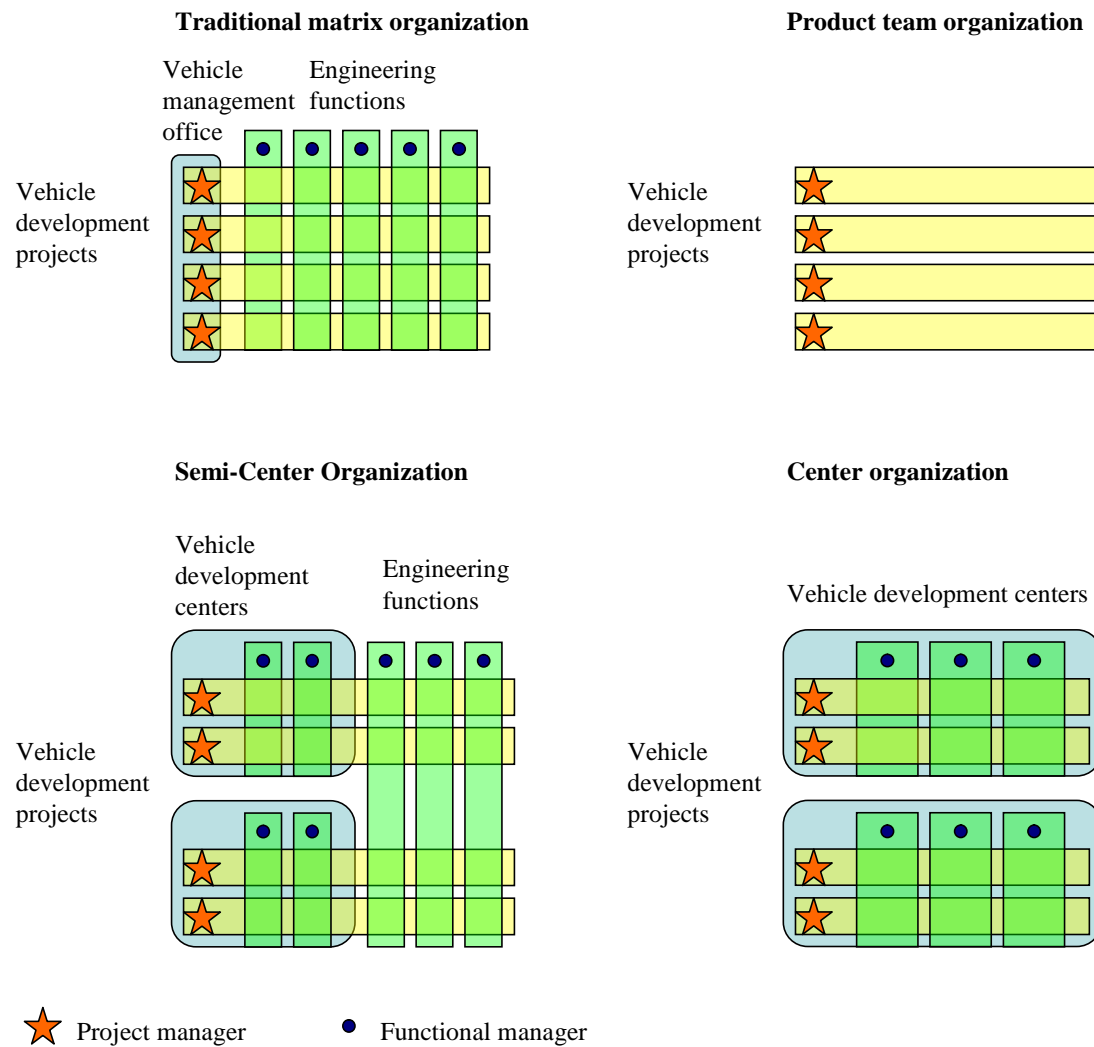 Traditional matrix organization
Product team organization
Vehicle
management
office
Engineering
functions
Vehicle
development
projects
Vehicle
development
projects
Semi-Center Organization
Center organization
Vehicle
development
centers
Engineering
functions
Vehicle development centers
Vehicle
development
projects
Vehicle
development
projects
Project manager
Functional manager